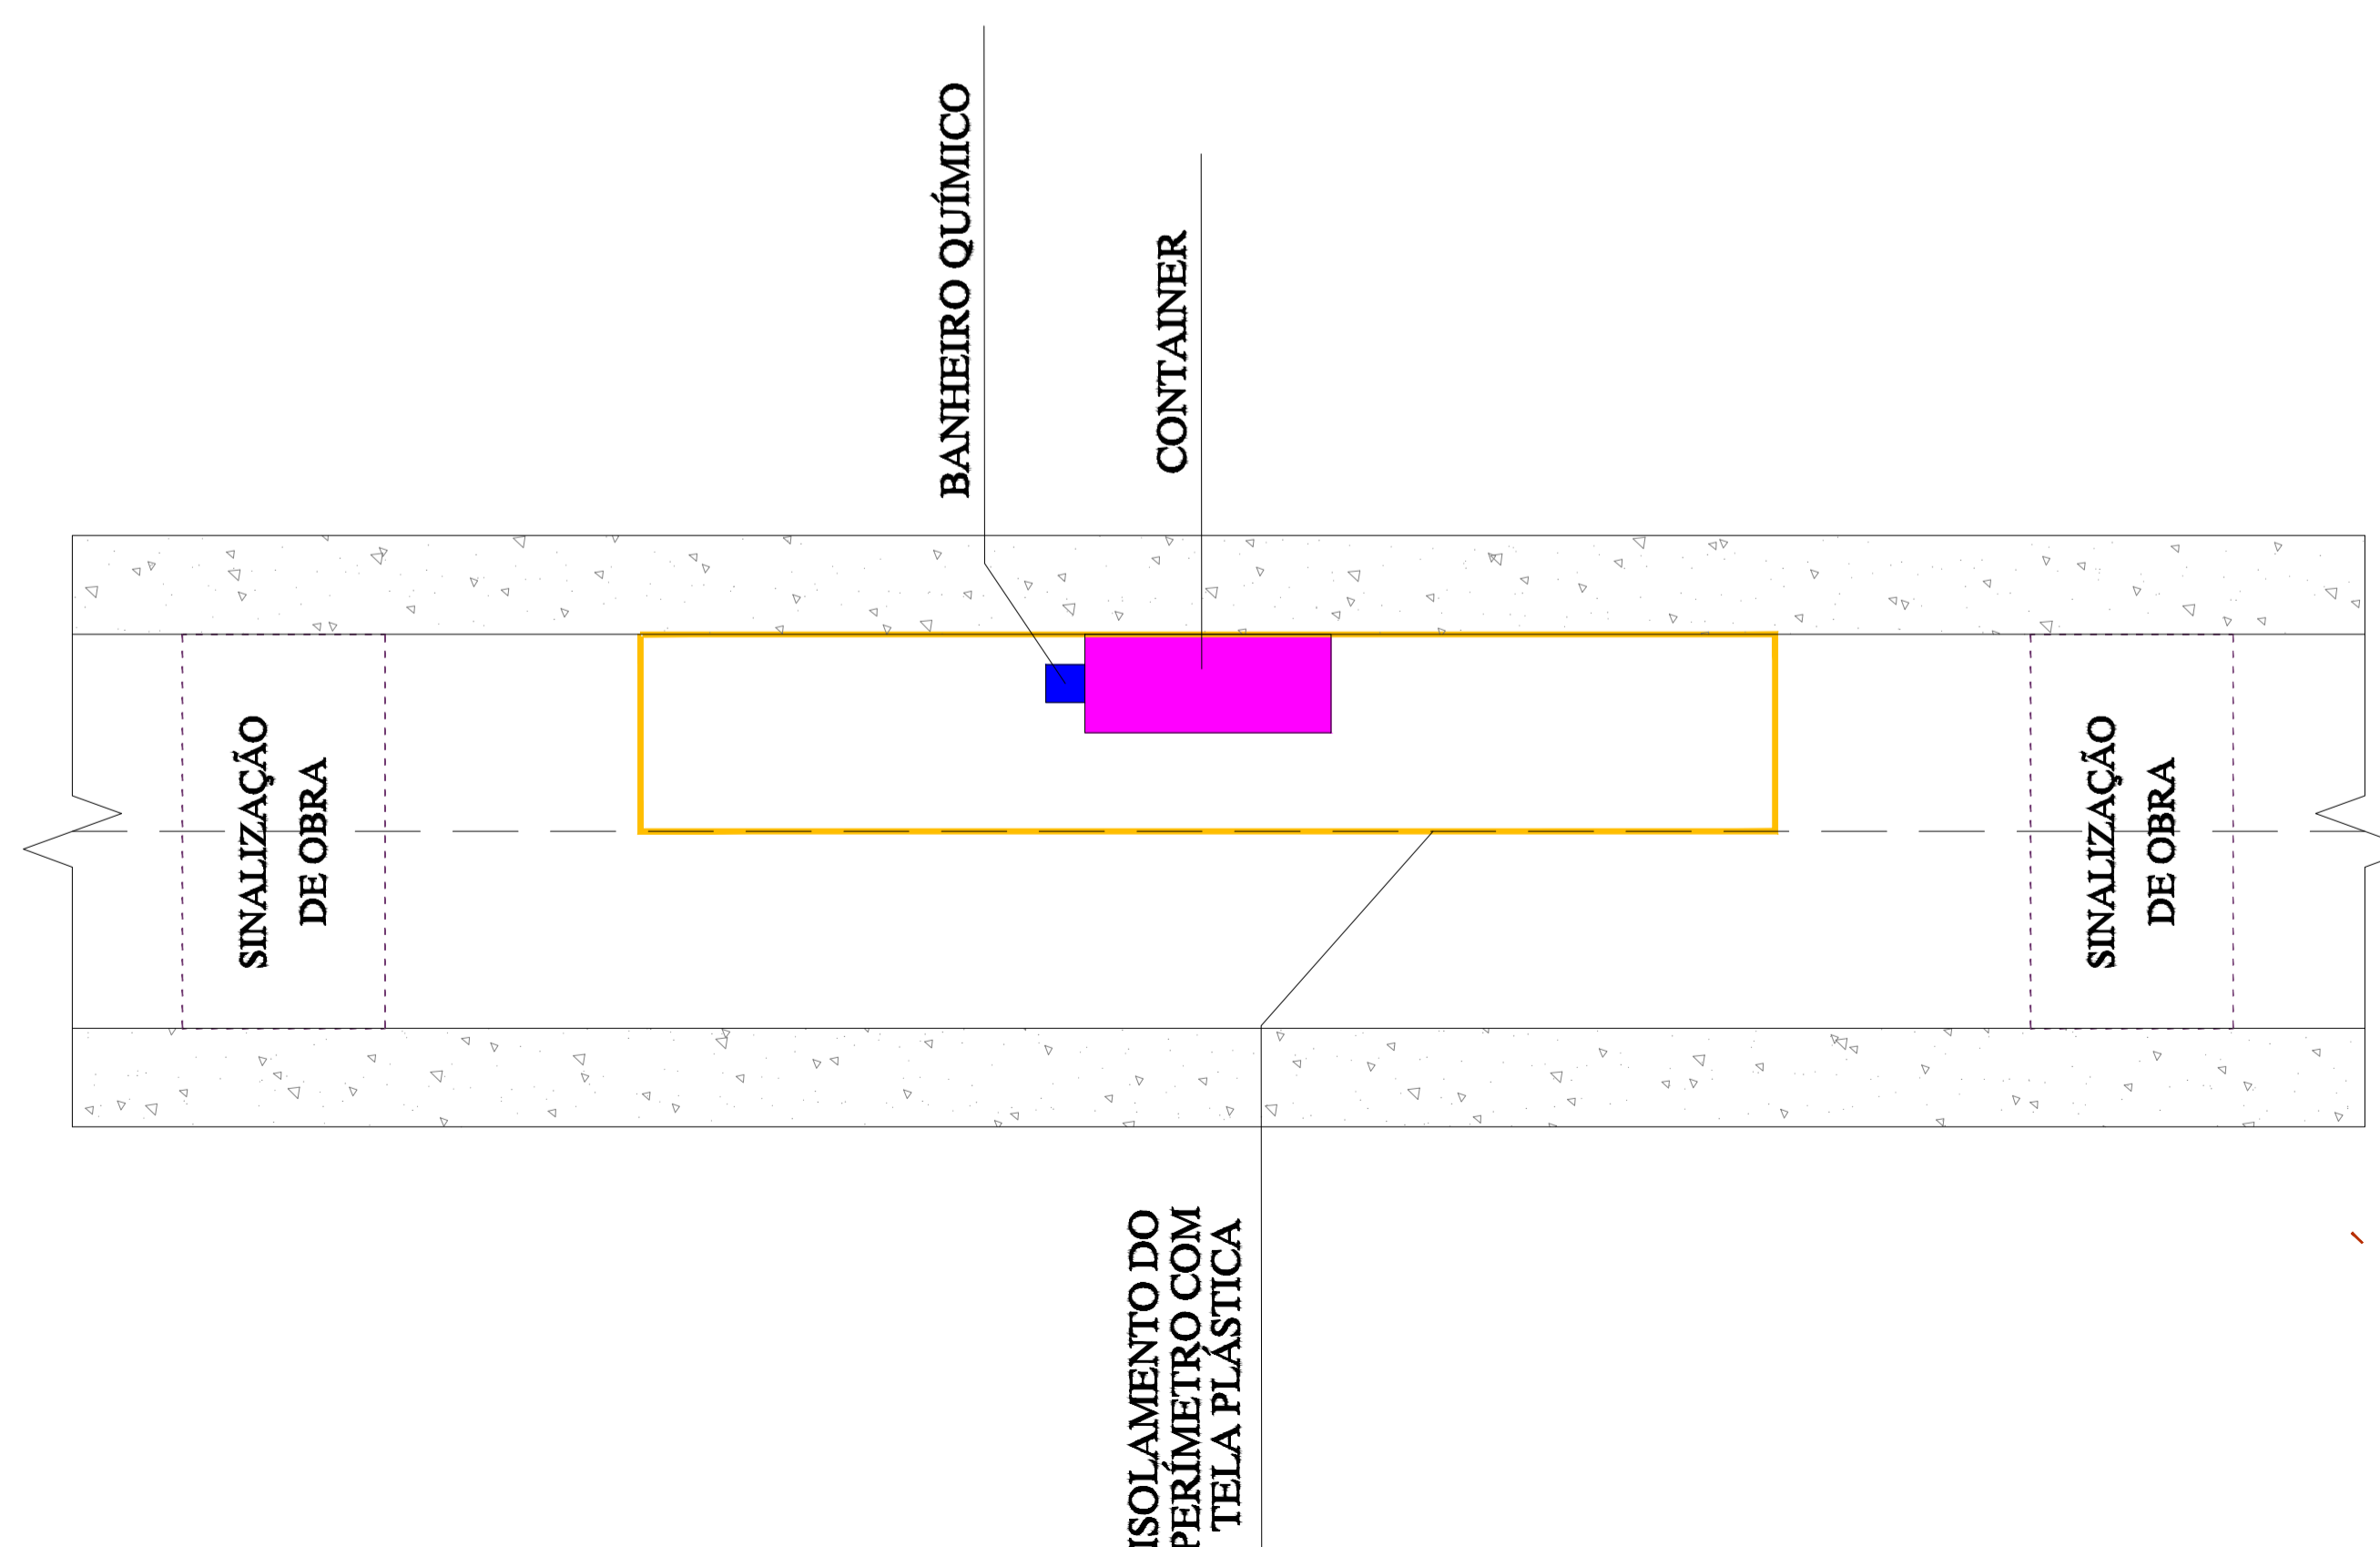 BANHEIRO QUÍMICO
CONTAINER
SINALIZAÇÃO
DE OBRA
SINALIZAÇÃO
DE OBRA
ISOLAMENTO DO
PERÍMETRO COM
TELA PLÁSTICA